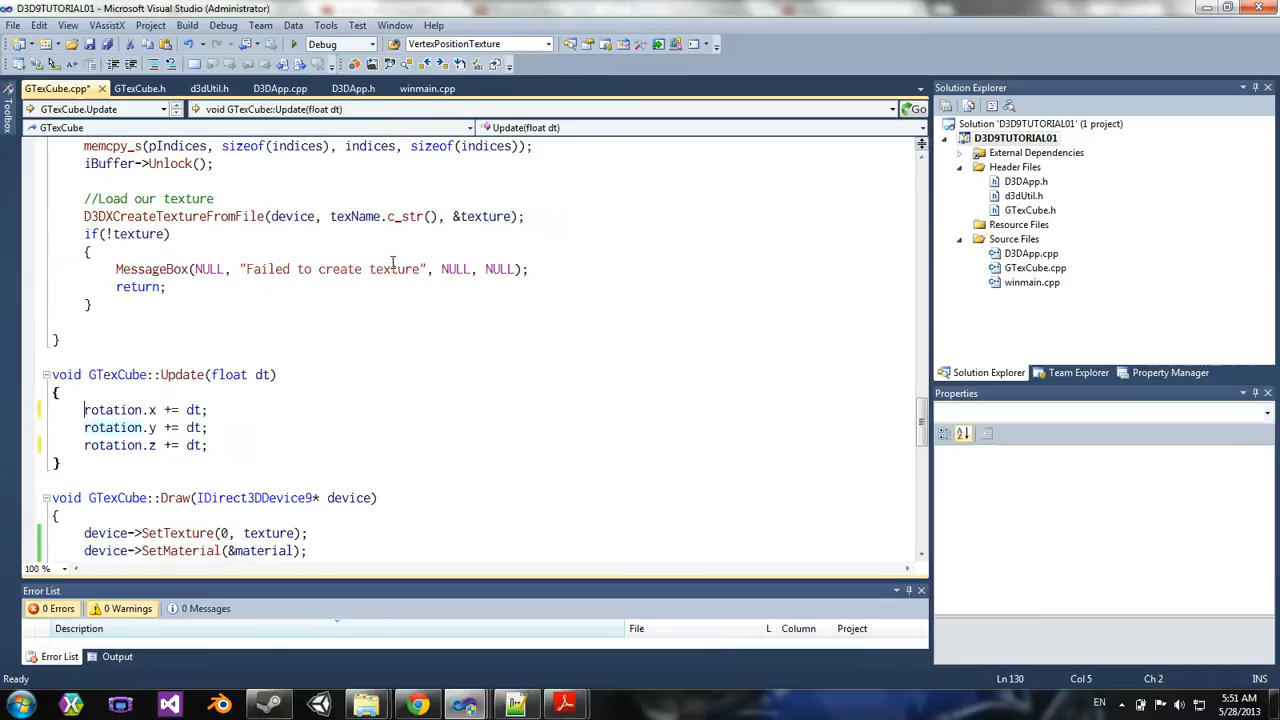 D3D9TUTORIAL01 - Microsoft Visual Studio (Administrator)
File Edit View VAssistX Project Build Debug Team Data Tools Test Window Help
Debug VertexPositionTexture
GTexCube.cpp* GTexCube.h d3dUtil.h D3DApp.cpp D3DApp.h winmain.cpp
GTexCube.Update void GTexCube::Update(float dt) Go
GTexCube Update(float dt)
memcpy_s(pIndices, sizeof(indices), indices, sizeof(indices));
iBuffer->Unlock();
//Load our texture
D3DXCreateTextureFromFile(device, texName.c_str(), &texture);
if(!texture)
{
MessageBox(NULL, "Failed to create texture", NULL, NULL);
return;
}
}
void GTexCube::Update(float dt)
{
rotation.x += dt;
rotation.y += dt;
rotation.z += dt;
}
void GTexCube::Draw(IDirect3DDevice9* device)
{
device->SetTexture(0, texture);
device->SetMaterial(&material);
100 %
Toolbox
Solution Explorer
Solution 'D3D9TUTORIAL01' (1 project)
D3D9TUTORIAL01
External Dependencies
Header Files
D3DApp.h
d3dUtil.h
GTexCube.h
Resource Files
Source Files
D3DApp.cpp
GTexCube.cpp
winmain.cpp
Solution Explorer Team Explorer Property Manager
Properties
Error List
0 Errors 0 Warnings 0 Messages
Description File L Column Project
Error List Output
Ready Ln 130 Col 5 Ch 2 INS
EN 5:51 AM
5/28/2013